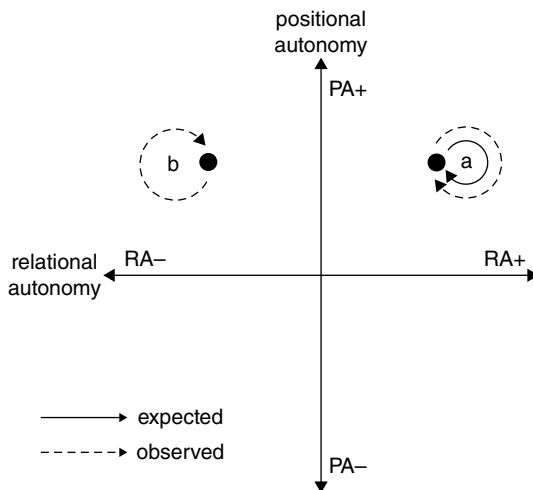 positional
autonomy
PA+
b
a
relational
autonomy
RA–
RA+
expected
observed
PA–